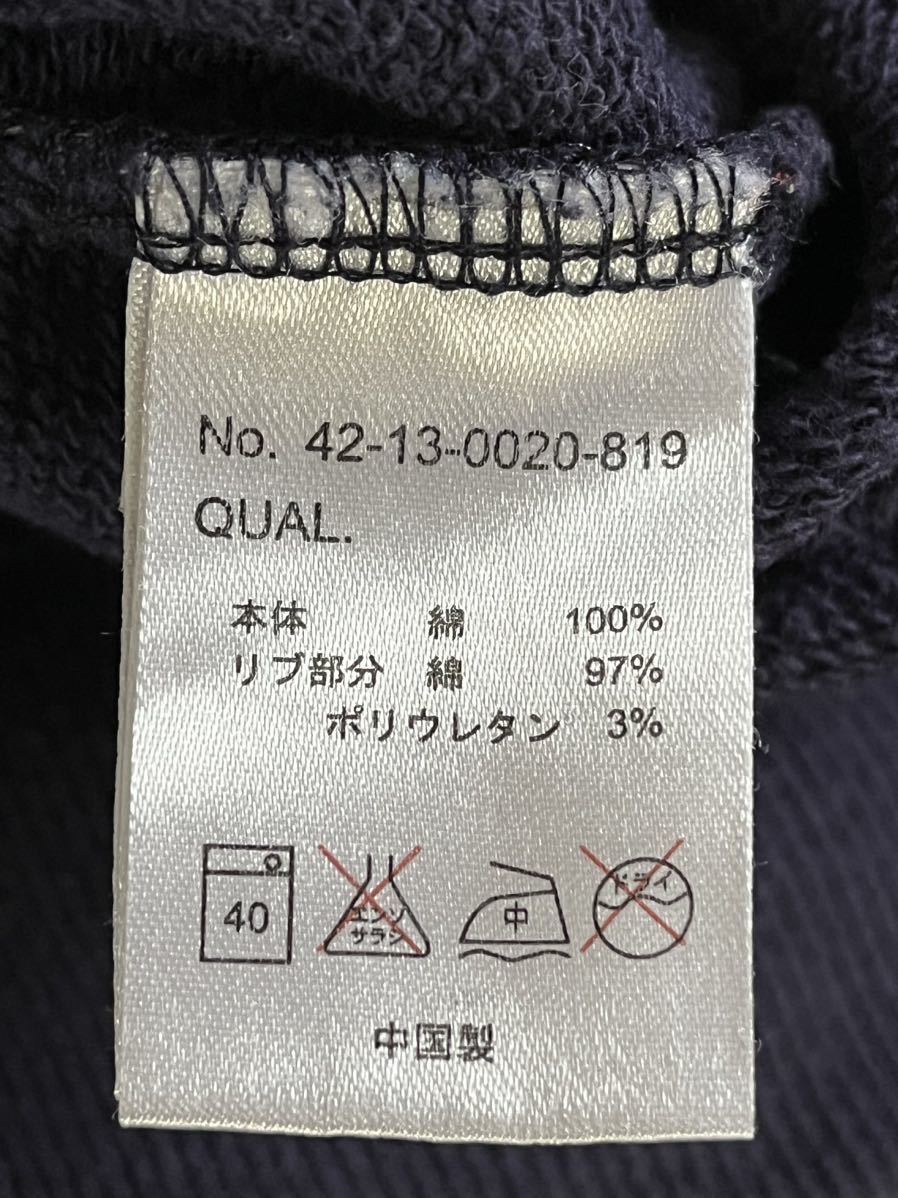 No. 42-13-0020-819
QUAL.
本体 綿 100%
リブ部分 綿 97%
ポリウレタン 3%
40 エンソ サラシ 中 ドライ
中国製